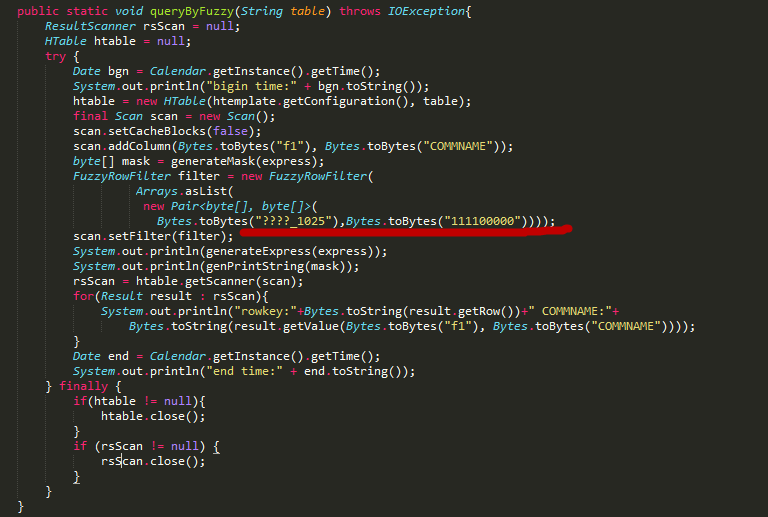 public static void queryByFuzzy(String table) throws IOException{
ResultScanner rsScan = null;
HTable htable = null;
try {
Date bgn = Calendar.getInstance().getTime();
System.out.println("bigin time:" + bgn.toString());
htable = new HTable(htemplate.getConfiguration(), table);
final Scan scan = new Scan();
scan.setCacheBlocks(false);
scan.addColumn(Bytes.toBytes("f1"), Bytes.toBytes("COMMNAME"));
byte[] mask = generateMask(express);
FuzzyRowFilter filter = new FuzzyRowFilter(
Arrays.asList(
new Pair<byte[], byte[]>(
Bytes.toBytes("????_1025"),Bytes.toBytes("111100000"))));
scan.setFilter(filter);
System.out.println(generateExpress(express));
System.out.println(genPrintString(mask));
rsScan = htable.getScanner(scan);
for(Result result : rsScan){
System.out.println("rowkey:"+Bytes.toString(result.getRow())+" COMMNAME:"+
Bytes.toString(result.getValue(Bytes.toBytes("f1"), Bytes.toBytes("COMMNAME"))));
}
Date end = Calendar.getInstance().getTime();
System.out.println("end time:" + end.toString());
} finally {
if(htable != null){
htable.close();
}
if (rsScan != null) {
rsScan.close();
}
}
}